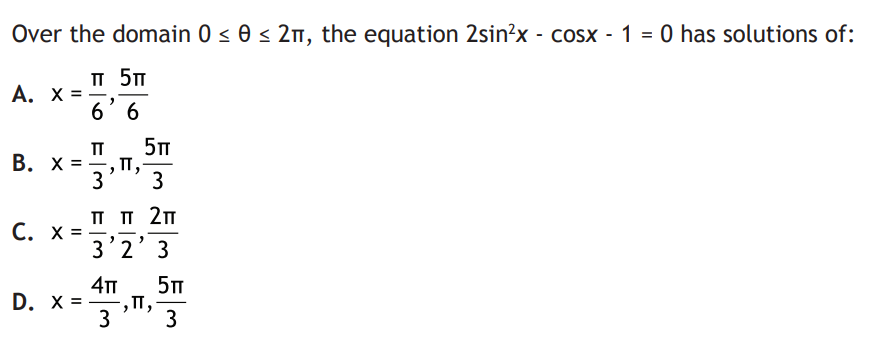 Over the domain 0 ≤ θ ≤ 2π, the equation 2sin²x - cosx - 1 = 0 has solutions of:
A. x = π/6, 5π/6
B. x = π/3, π, 5π/3
C. x = π/3, π/2, 2π/3
D. x = 4π/3, π, 5π/3